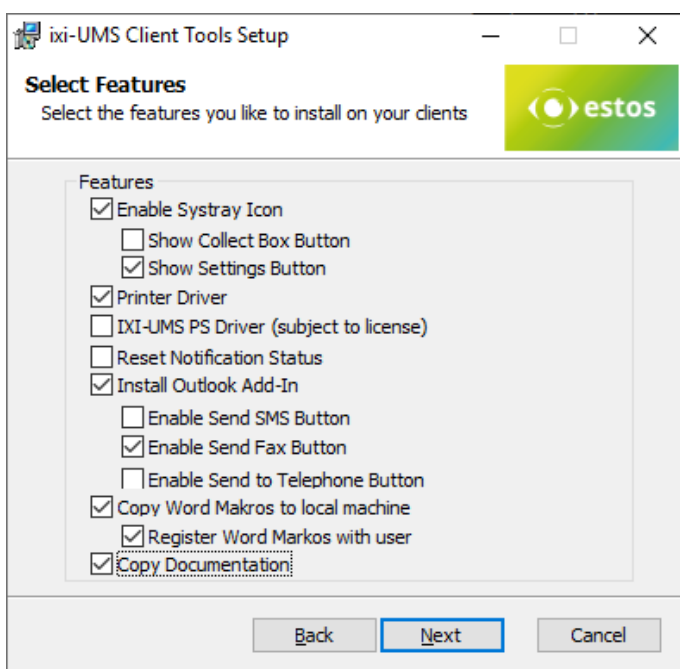 ixi-UMS Client Tools Setup
Select Features
Select the features you like to install on your clients
estos
Features
Enable Systray Icon
Show Collect Box Button
Show Settings Button
Printer Driver
IXI-UMS PS Driver (subject to license)
Reset Notification Status
Install Outlook Add-In
Enable Send SMS Button
Enable Send Fax Button
Enable Send to Telephone Button
Copy Word Makros to local machine
Register Word Markos with user
Copy Documentation
Back
Next
Cancel